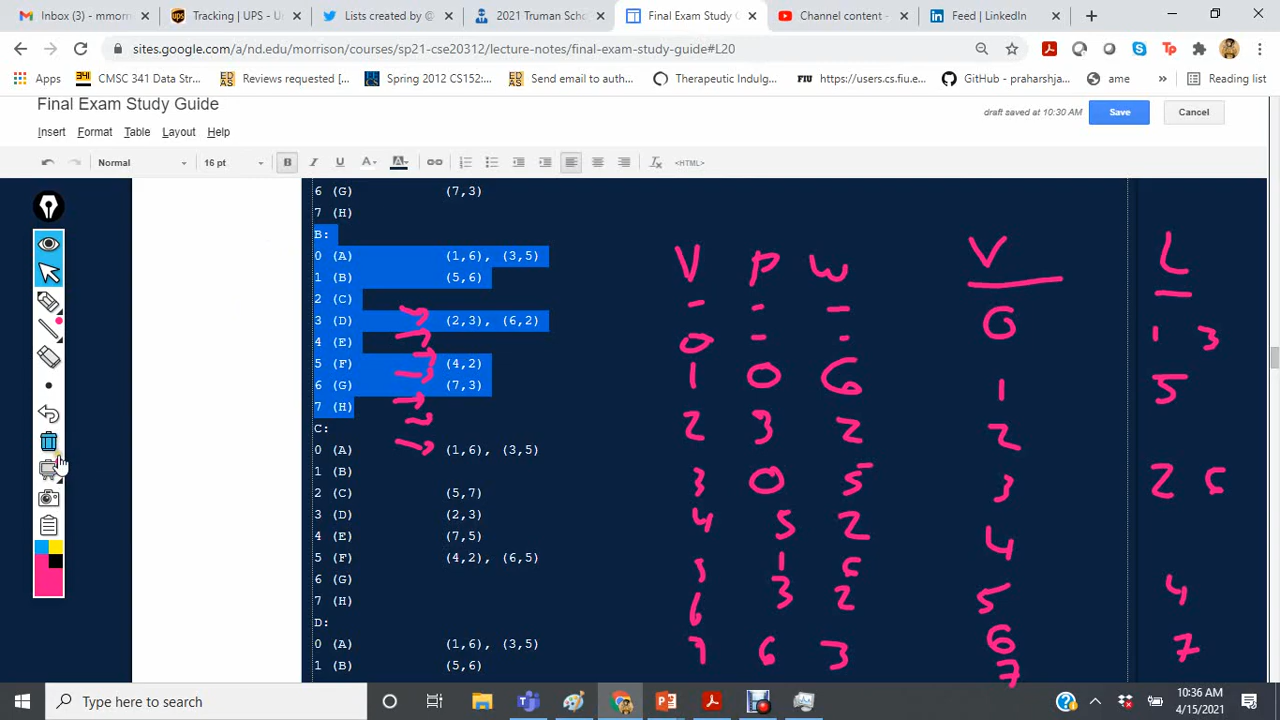 Inbox (3) - mmor
Tracking | UPS - U
Lists created by @
2021 Truman Scho
Final Exam Study G
Channel content -
Feed | LinkedIn
sites.google.com/a/nd.edu/morrison/courses/sp21-cse20312/lecture-notes/final-exam-study-guide#L20
Apps
CMSC 341 Data Str...
Reviews requested [...
Spring 2012 CS152:...
Send email to auth...
Therapeutic Indulg...
https://users.cs.fiu.e...
GitHub - praharshja...
ame
»
Reading list
Final Exam Study Guide
draft saved at 10:30 AM
Save
Cancel
Insert
Format
Table
Layout
Help
Normal
16 pt
B
I
U
A
A
<HTML>
6 (G) (7,3)
7 (H)
B:
0 (A) (1,6), (3,5)
1 (B) (5,6)
2 (C)
3 (D) (2,3), (6,2)
4 (E)
5 (F) (4,2)
6 (G) (7,3)
7 (H)
C:
0 (A) (1,6), (3,5)
1 (B)
2 (C) (5,7)
3 (D) (2,3)
4 (E) (7,5)
5 (F) (4,2), (6,5)
6 (G)
7 (H)
D:
0 (A) (1,6), (3,5)
1 (B) (5,6)
V P W
- - -
0 - -
1 0 6
2 3 2
3 0 5
4 5 2
5 1 6
6 3 2
7 6 3
V L
0 1 3
1 5
2
3 2 6
4
5 4
6 7
7
Type here to search
10:36 AM
4/15/2021